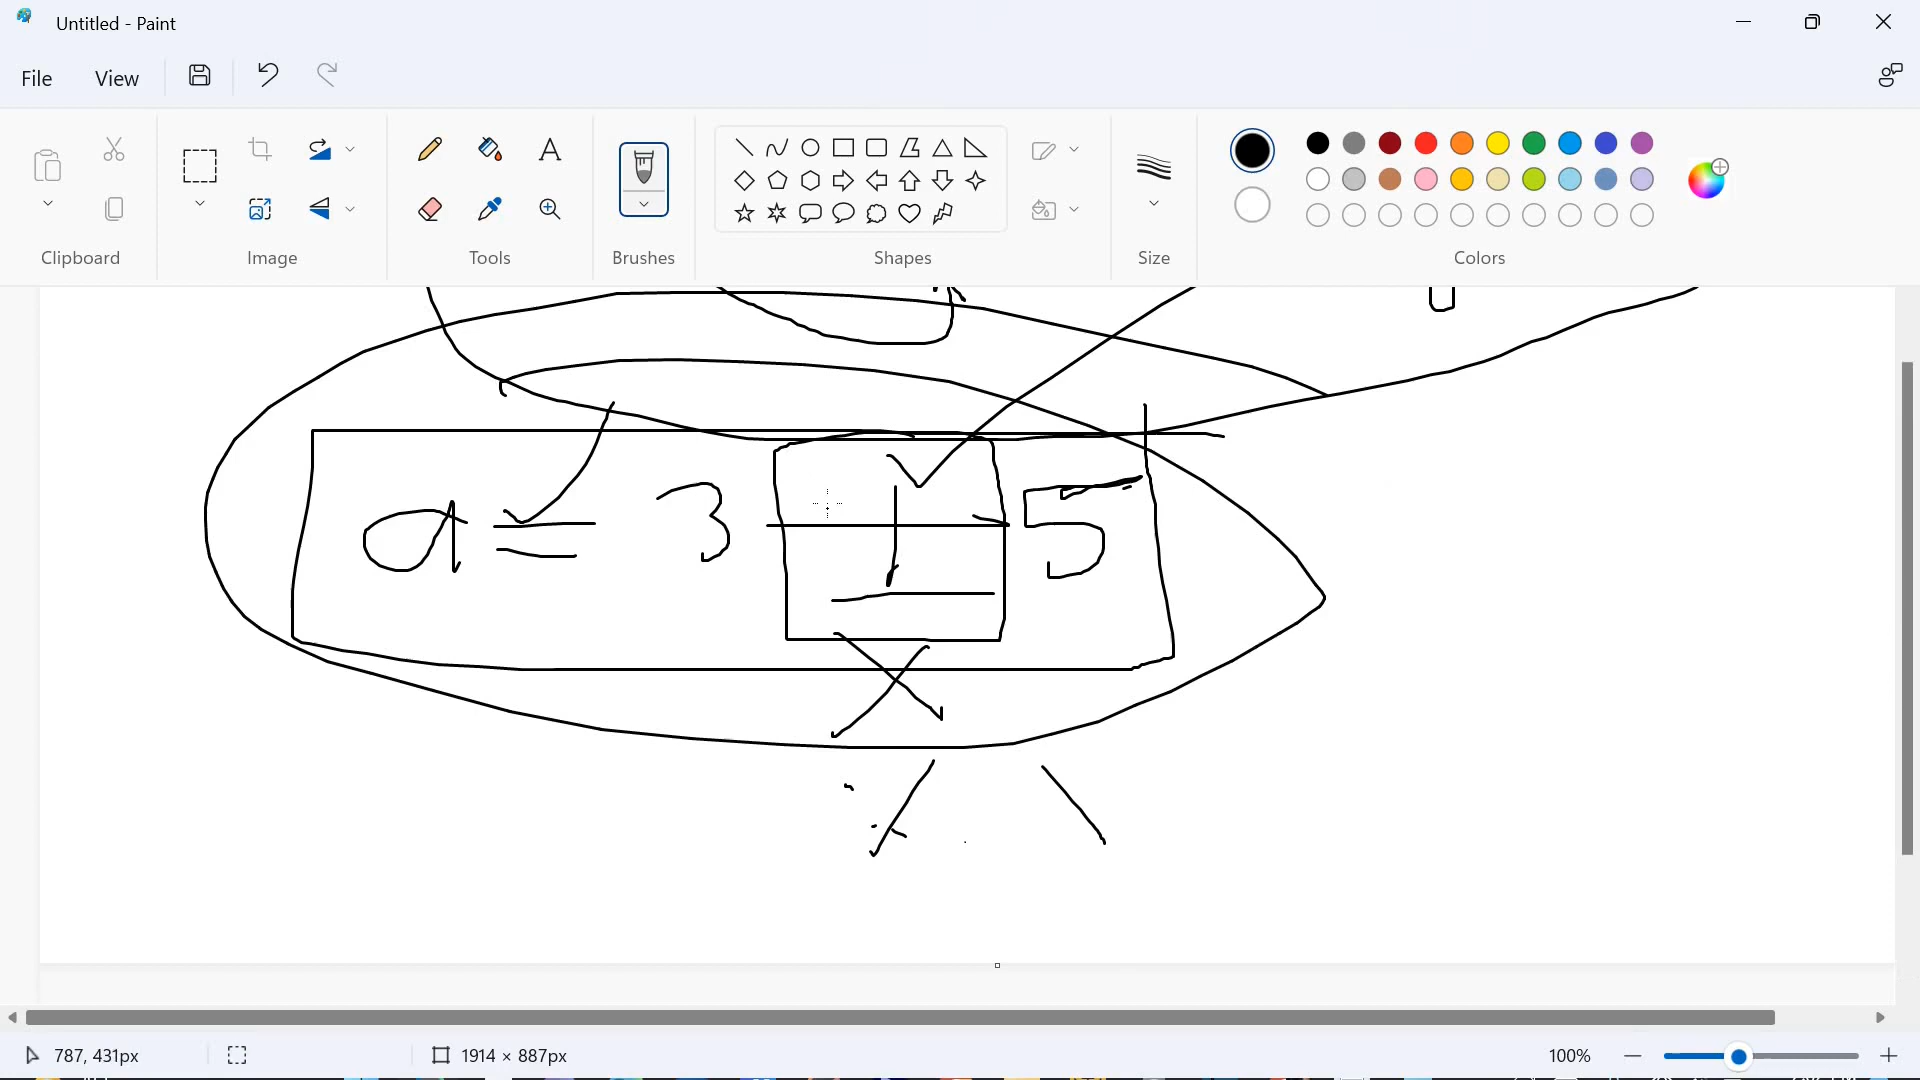 Untitled - Paint
File View
Clipboard Image Tools Brushes Shapes Size Colors
a = 3 + 5
787, 431px 1914 × 887px 100%